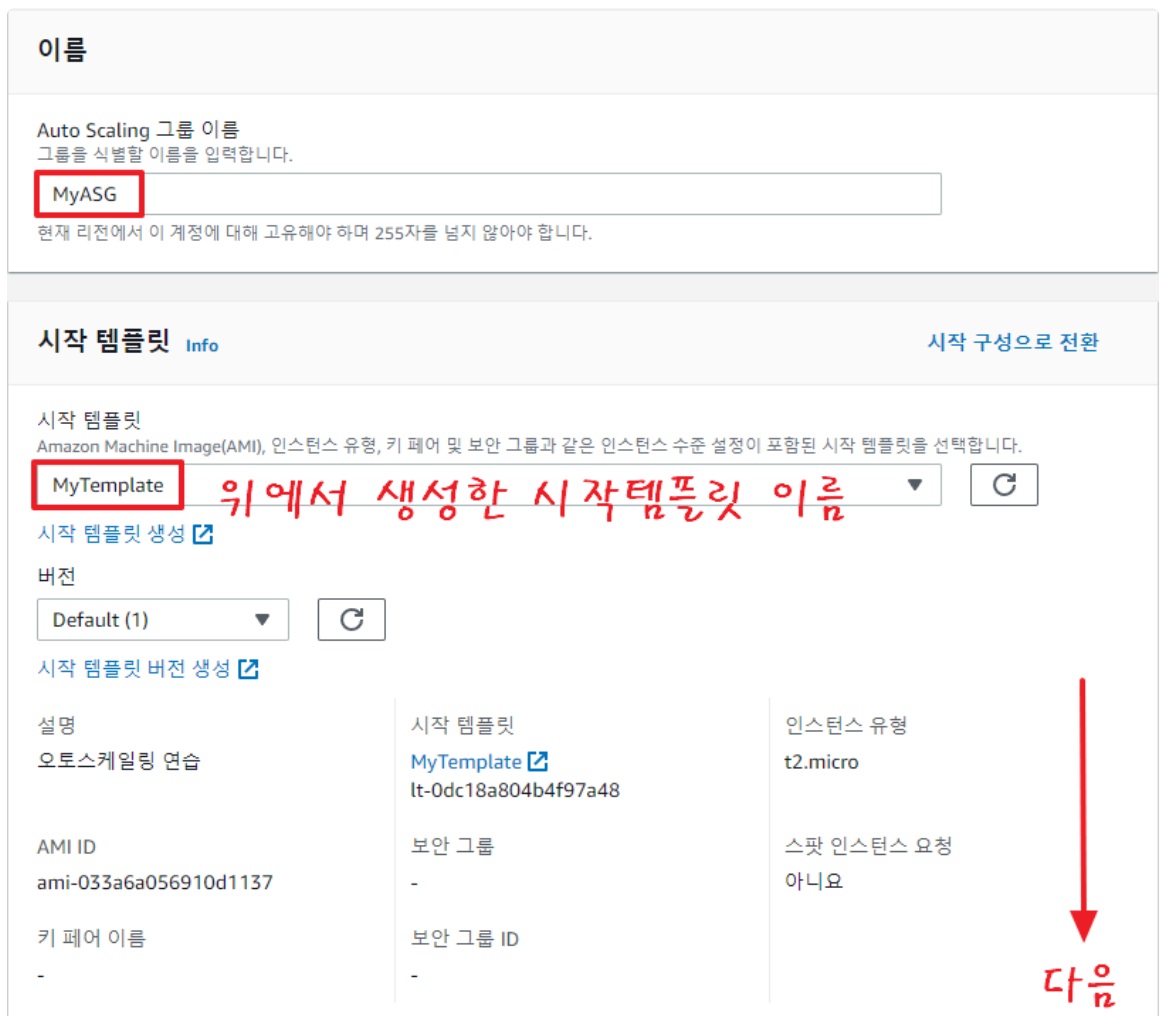 이름
Auto Scaling 그룹 이름
그룹을 식별할 이름을 입력합니다.
MyASG
현재 리전에서 이 계정에 대해 고유해야 하며 255자를 넘지 않아야 합니다.
시작 템플릿 Info 시작 구성으로 전환
시작 템플릿
Amazon Machine Image(AMI), 인스턴스 유형, 키 페어 및 보안 그룹과 같은 인스턴스 수준 설정이 포함된 시작 템플릿을 선택합니다.
MyTemplate 위에서 생성한 시작템플릿 이름
시작 템플릿 생성
버전
Default (1)
시작 템플릿 버전 생성
설명 시작 템플릿 인스턴스 유형
오토스케일링 연습 MyTemplate t2.micro
lt-0dc18a804b4f97a48
AMI ID 보안 그룹 스팟 인스턴스 요청
ami-033a6a056910d1137 - 아니요
키 페어 이름 보안 그룹 ID
- -
다음